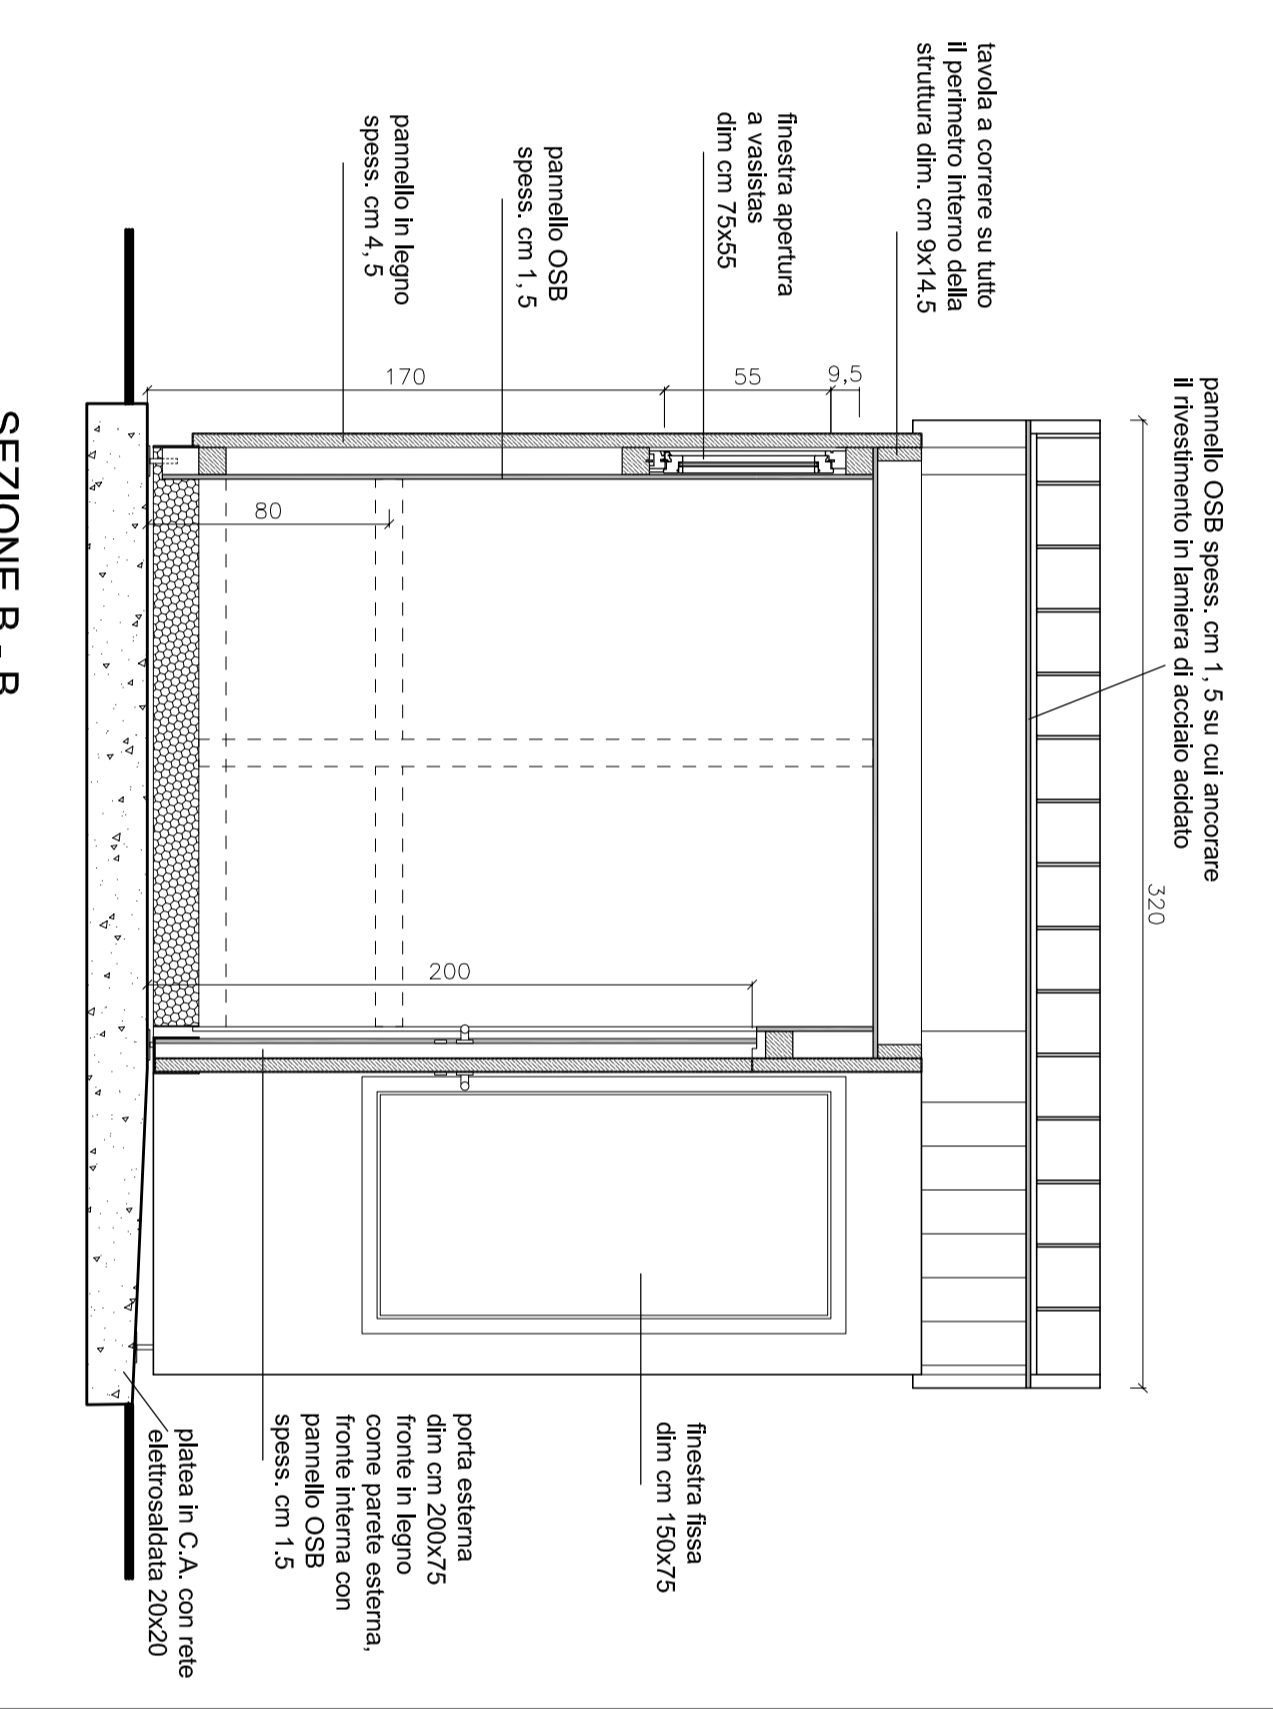 pannello OSB spess. cm 1, 5 su cui ancorare
il rivestimento in lamiera di acciaio acidato
320
tavola a correre su tutto
il perimetro interno della
struttura dim. cm 9x14.5
finestra apertura
a vasistas
dim cm 75x55
pannello OSB
spess. cm 1, 5
pannello in legno
spess. cm 4, 5
9,5
55
170
80
200
finestra fissa
dim cm 150x75
porta esterna
dim cm 200x75
fronte in legno
come parete esterna,
fronte interna con
pannello OSB
spess. cm 1.5
platea in C.A. con rete
elettrosaldata 20x20
SEZIONE B - B